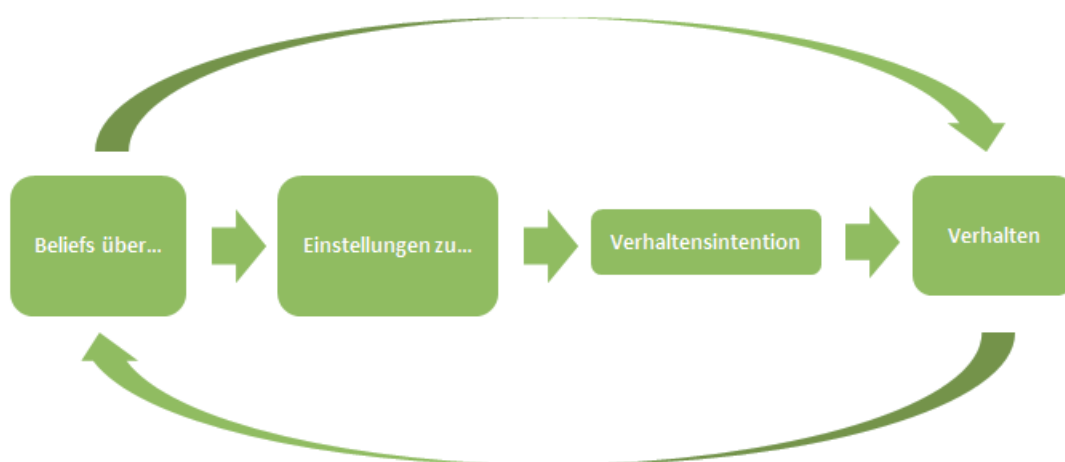 Beliefs über...
Einstellungen zu...
Verhaltensintention
Verhalten